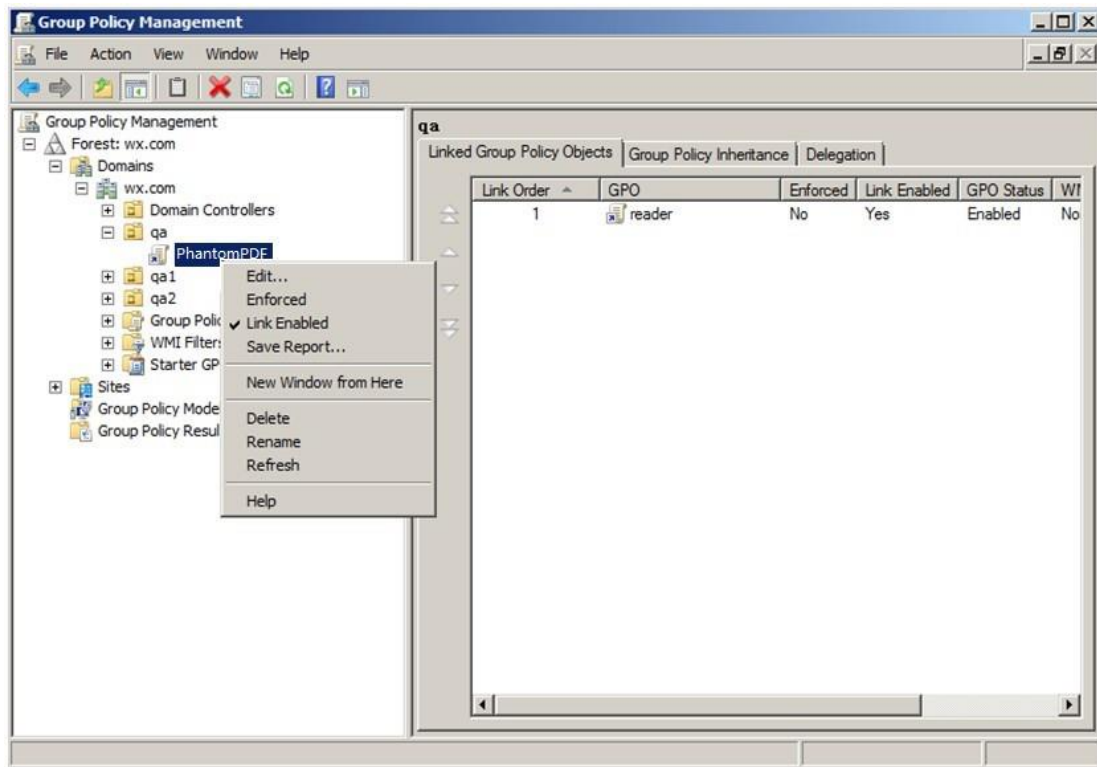 Group Policy Management
File Action View Window Help
Group Policy Management
Forest: wx.com
Domains
wx.com
Domain Controllers
qa
PhantomPDF
qa1
qa2
Group Polic
WMI Filters
Starter GP
Sites
Group Policy Mode
Group Policy Resul
Edit...
Enforced
Link Enabled
Save Report...
New Window from Here
Delete
Rename
Refresh
Help
qa
Linked Group Policy Objects Group Policy Inheritance Delegation
Link Order GPO Enforced Link Enabled GPO Status WM
1 reader No Yes Enabled No